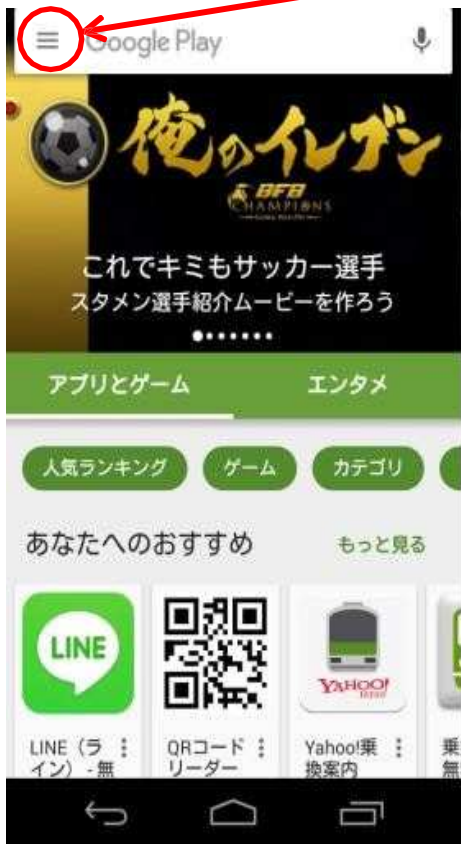 Google Play
俺のイレブン
BFB
CHAMPIONS
これでキミもサッカー選手
スタメン選手紹介ムービーを作ろう
アプリとゲーム
エンタメ
人気ランキング
ゲーム
カテゴリ
あなたへのおすすめ
もっと見る
LINE
YAHOO!
JAPAN
LINE（ラ
イン） - 無
QRコード
リーダー
Yahoo!乗
換案内
乗
無